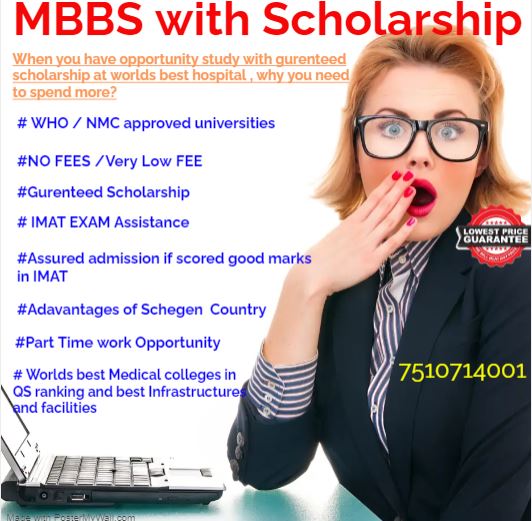 MBBS with Scholarship
When you have opportunity study with gurenteed
scholarship at worlds best hospital , why you need
to spend more?
# WHO / NMC approved universities
#NO FEES /Very Low FEE
#Gurenteed Scholarship
# IMAT EXAM Assistance
#Assured admission if scored good marks
in IMAT
#Adavantages of Schegen Country
#Part Time work Opportunity
# Worlds best Medical colleges in
QS ranking and best Infrastructures
and facilities
LOWEST PRICE
GUARANTEE
7510714001
Made with PosterMyWall.com